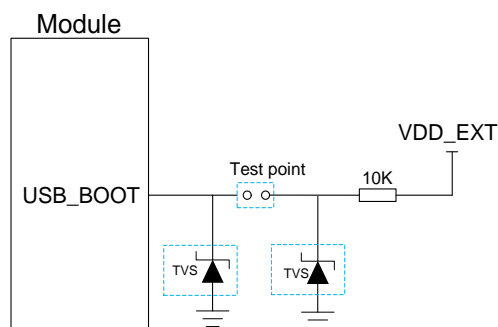 Module
VDD_EXT
Test point
10K
USB_BOOT
TVS
TVS